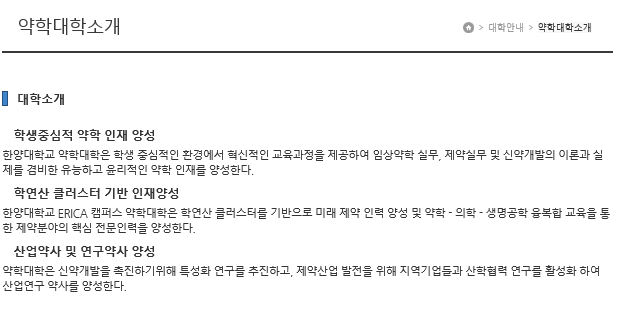 약학대학소개
> 대학안내 > 약학대학소개
대학소개
학생중심적 약학 인재 양성
한양대학교 약학대학은 학생 중심적인 환경에서 혁신적인 교육과정을 제공하여 임상약학 실무, 제약실무 및 신약개발의 이론과 실
제를 겸비한 유능하고 윤리적인 약학 인재를 양성한다.
학연산 클러스터 기반 인재양성
한양대학교 ERICA 캠퍼스 약학대학은 학연산 클러스터를 기반으로 미래 제약 인력 양성 및 약학 - 의학 - 생명공학 융복합 교육을 통
한 제약분야의 핵심 전문인력을 양성한다.
산업약사 및 연구약사 양성
약학대학은 신약개발을 촉진하기위해 특성화 연구를 추진하고, 제약산업 발전을 위해 지역기업들과 산학협력 연구를 활성화 하여
산업연구 약사를 양성한다.